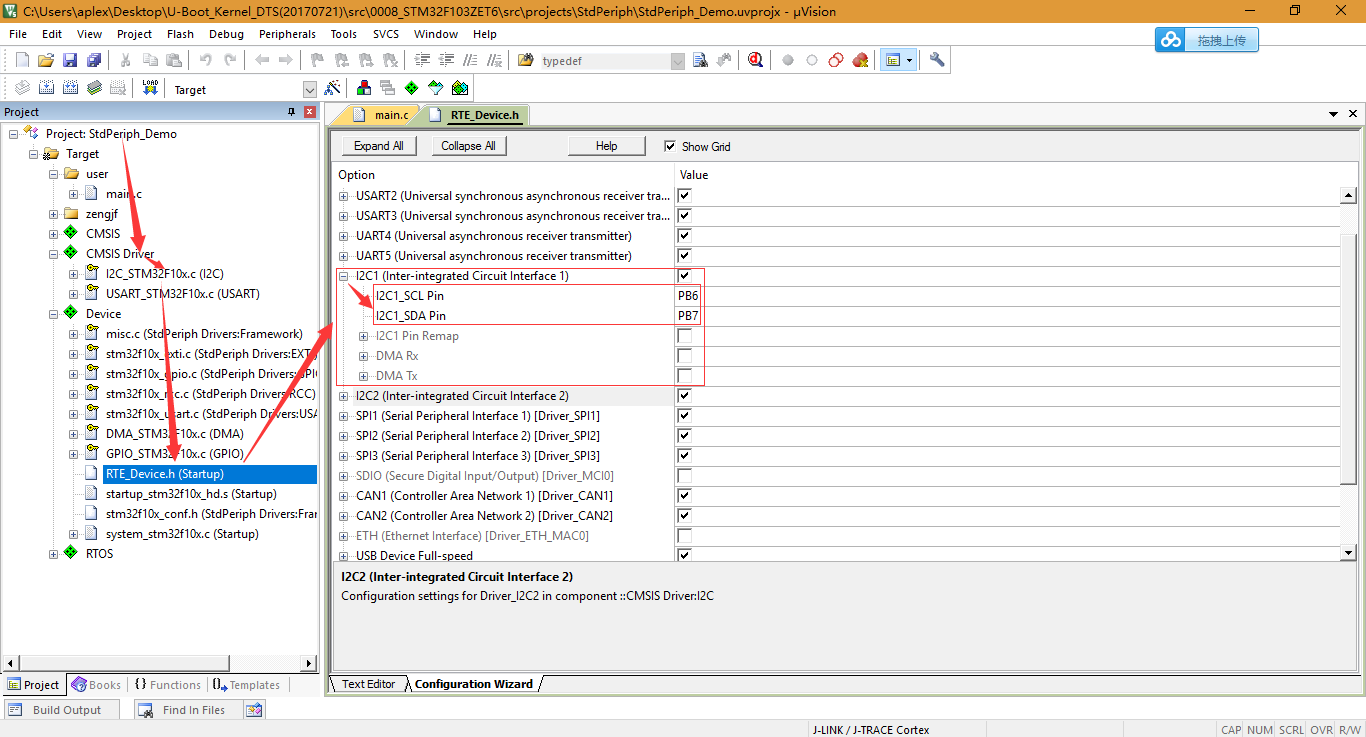 C:\Users\aplex\Desktop\U-Boot_Kernel_DTS(20170721)\src\0008_STM32F103ZET6\src\projects\StdPeriph\StdPeriph_Demo.uvprojx - µVision
File Edit View Project Flash Debug Peripherals Tools SVCS Window Help
拖拽上传
typedef
LOAD
Target
Project
main.c RTE_Device.h
Project: StdPeriph_Demo
Target
user
main.c
zengjf
CMSIS
CMSIS Driver
I2C_STM32F10x.c (I2C)
USART_STM32F10x.c (USART)
Device
misc.c (StdPeriph Drivers:Framework)
stm32f10x_exti.c (StdPeriph Drivers:EXT
stm32f10x_gpio.c (StdPeriph Drivers:GPI
stm32f10x_rcc.c (StdPeriph Drivers:RCC)
stm32f10x_usart.c (StdPeriph Drivers:USA
DMA_STM32F10x.c (DMA)
GPIO_STM32F10x.c (GPIO)
RTE_Device.h (Startup)
startup_stm32f10x_hd.s (Startup)
stm32f10x_conf.h (StdPeriph Drivers:Fra
system_stm32f10x.c (Startup)
RTOS
Project Books Functions Templates
Expand All Collapse All Help Show Grid
Option Value
USART2 (Universal synchronous asynchronous receiver tra...
USART3 (Universal synchronous asynchronous receiver tra...
UART4 (Universal asynchronous receiver transmitter)
UART5 (Universal asynchronous receiver transmitter)
I2C1 (Inter-integrated Circuit Interface 1)
I2C1_SCL Pin PB6
I2C1_SDA Pin PB7
I2C1 Pin Remap
DMA Rx
DMA Tx
I2C2 (Inter-integrated Circuit Interface 2)
SPI1 (Serial Peripheral Interface 1) [Driver_SPI1]
SPI2 (Serial Peripheral Interface 2) [Driver_SPI2]
SPI3 (Serial Peripheral Interface 3) [Driver_SPI3]
SDIO (Secure Digital Input/Output) [Driver_MCI0]
CAN1 (Controller Area Network 1) [Driver_CAN1]
CAN2 (Controller Area Network 2) [Driver_CAN2]
ETH (Ethernet Interface) [Driver_ETH_MAC0]
USB Device Full-speed
I2C2 (Inter-integrated Circuit Interface 2)
Configuration settings for Driver_I2C2 in component ::CMSIS Driver:I2C
Text Editor Configuration Wizard
Build Output Find In Files
J-LINK / J-TRACE Cortex CAP NUM SCRL OVR R/W